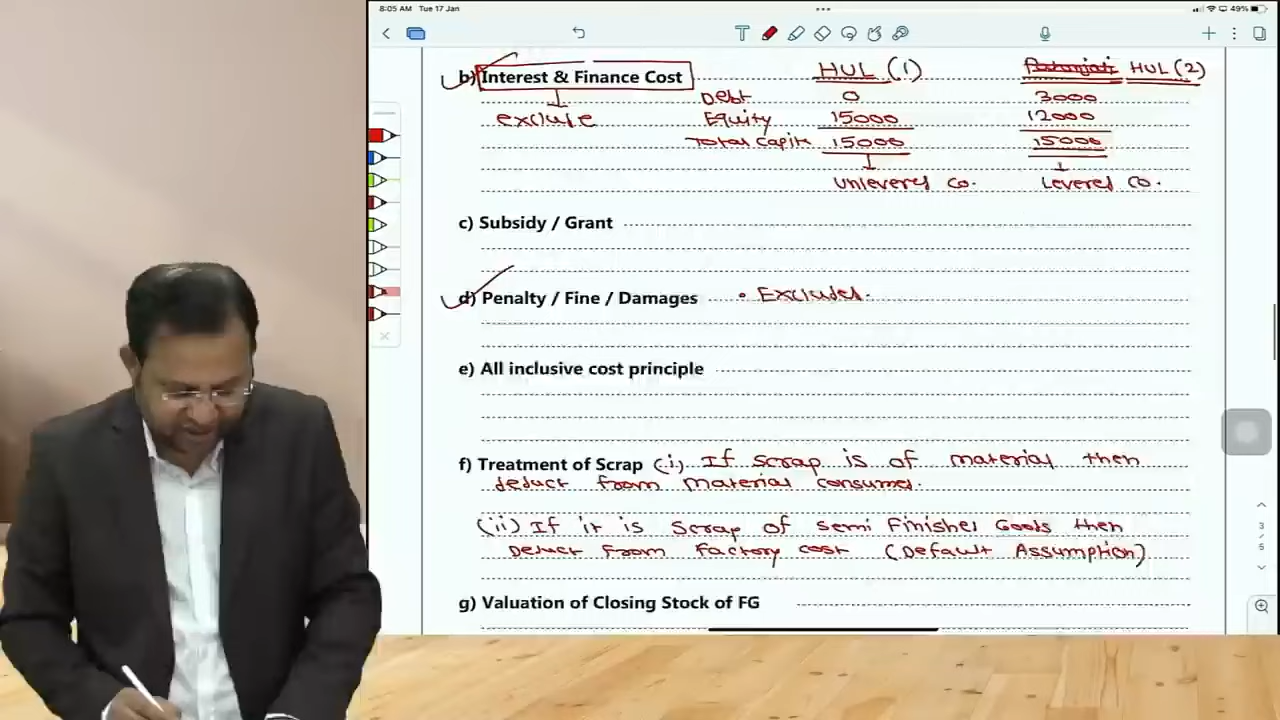 8:05 AM Tue 17 Jan
49%
b) Interest & Finance Cost HUL (1) HUL (2)
Debt 0 3000
exclude Equity 15000 12000
Total Capital 15000 15000
Unlevered Co. Levered Co.
c) Subsidy / Grant
d) Penalty / Fine / Damages • Excluded.
e) All inclusive cost principle
f) Treatment of Scrap (i) If scrap is of material then
deduct from material consumed.
(ii) If it is Scrap of semi Finished Goods then
Deduct From Factory cost (Default Assumption)
g) Valuation of Closing Stock of FG
3
/
5